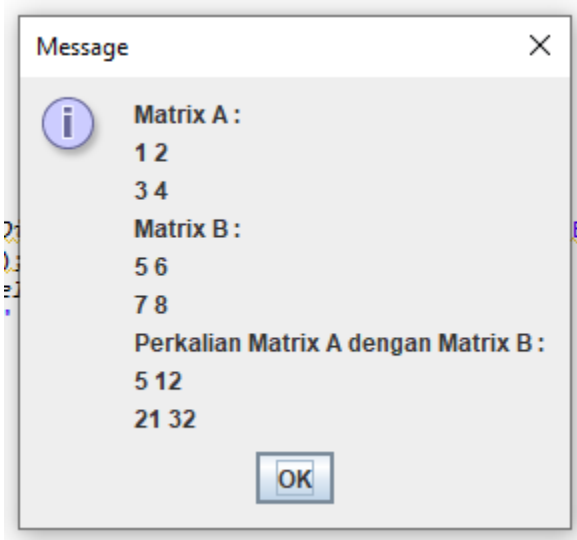 Message
Matrix A :
1 2
3 4
Matrix B :
5 6
7 8
Perkalian Matrix A dengan Matrix B :
5 12
21 32
OK